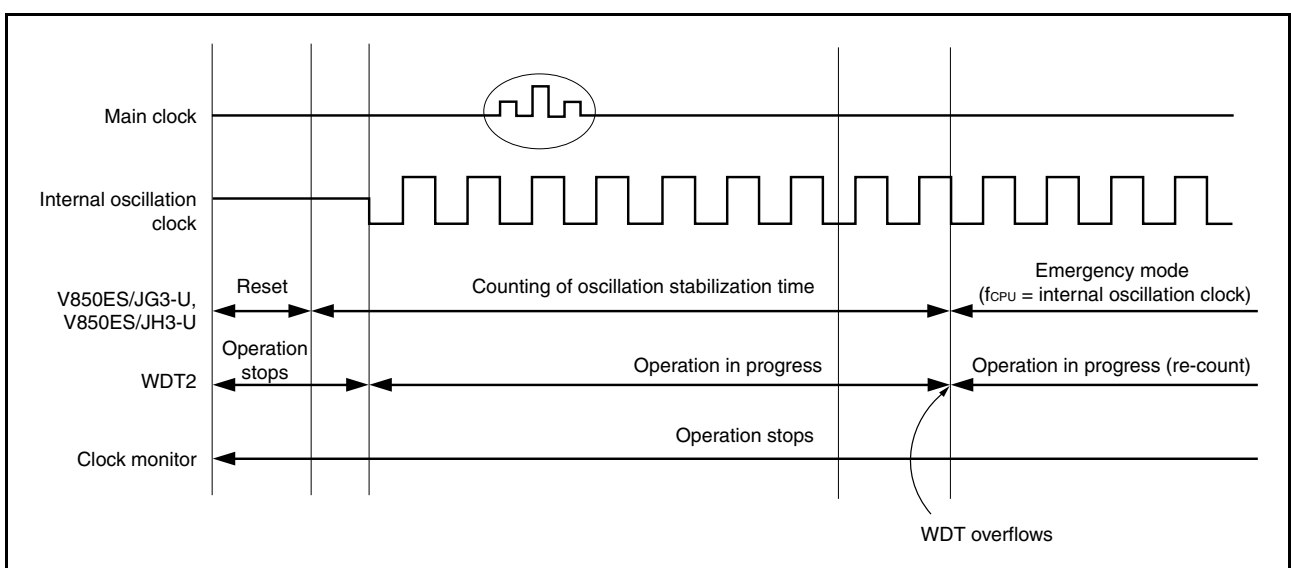 Main clock
Internal oscillation
clock
Emergency mode
Reset
Counting of oscillation stabilization time
(fCPU = internal oscillation clock)
V850ES/JG3-U,
V850ES/JH3-U
Operation
stops
WDT2
Operation in progress
Operation in progress (re-count)
Operation stops
Clock monitor
WDT overflows